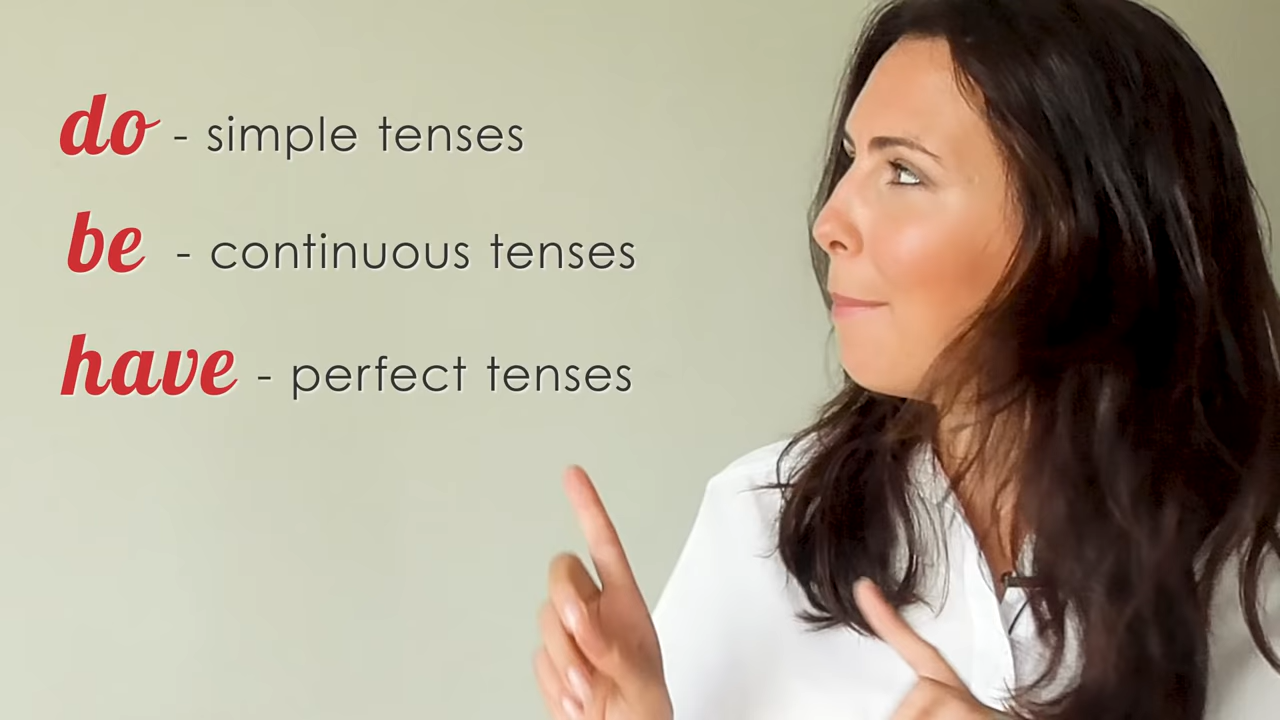 do - simple tenses
be - continuous tenses
have - perfect tenses